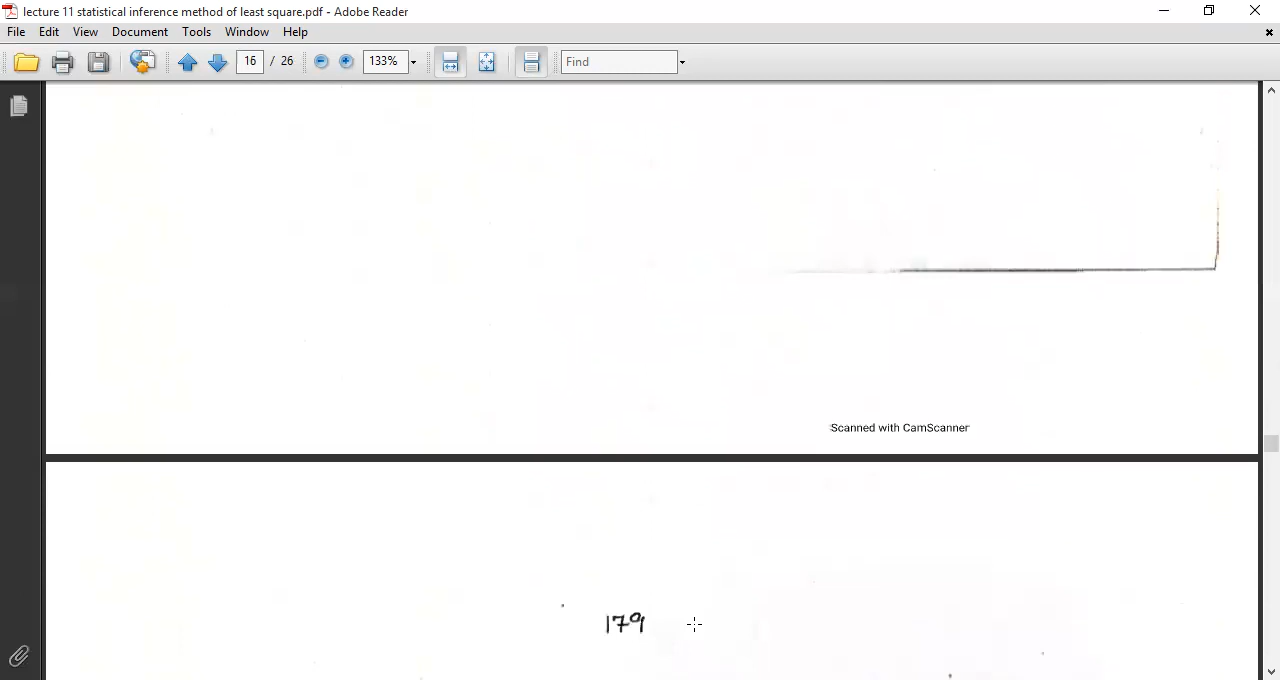 lecture 11 statistical inference method of least square.pdf - Adobe Reader
File Edit View Document Tools Window Help
16 / 26 133% Find
Scanned with CamScanner
179